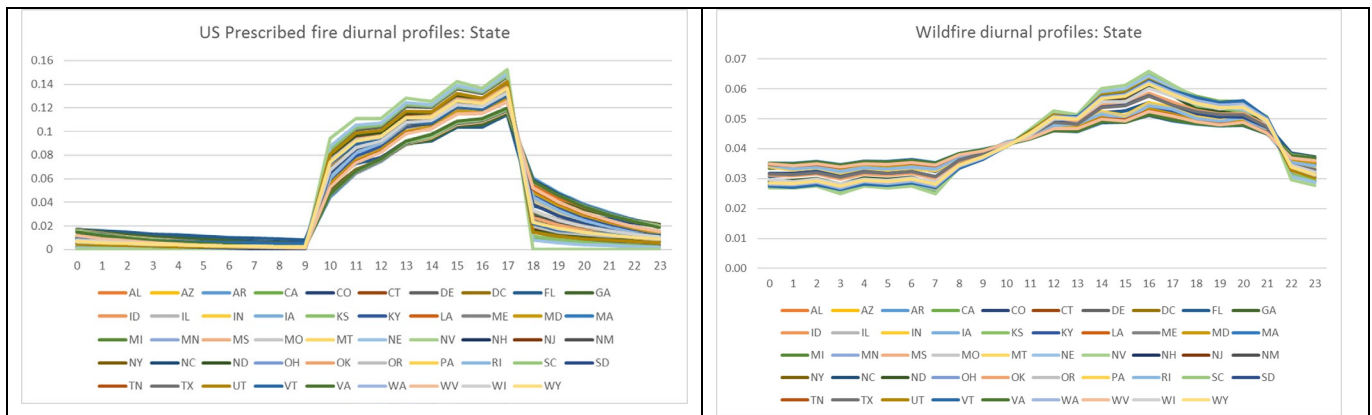 US Prescribed fire diurnal profiles: State
0.16
0.14
0.12
0.1
0.08
0.06
0.04
0.02
0
0 1 2 3 4 5 6 7 8 9 10 11 12 13 14 15 16 17 18 19 20 21 22 23
AL AZ AR CA CO CT DE DC FL GA
ID IL IN IA KS KY LA ME MD MA
MI MN MS MO MT NE NV NH NJ NM
NY NC ND OH OK OR PA RI SC SD
TN TX UT VT VA WA WV WI WY
Wildfire diurnal profiles: State
0.07
0.06
0.05
0.04
0.03
0.02
0.01
0.00
0 1 2 3 4 5 6 7 8 9 10 11 12 13 14 15 16 17 18 19 20 21 22 23
AL AZ AR CA CO CT DE DC FL GA
ID IL IN IA KS KY LA ME MD MA
MI MN MS MO MT NE NV NH NJ NM
NY NC ND OH OK OR PA RI SC SD
TN TX UT VT VA WA WV WI WY